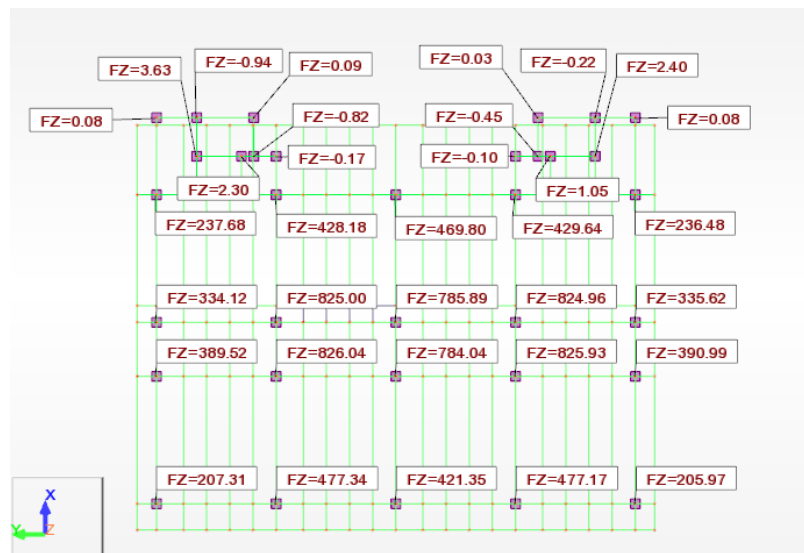 FZ=3.63
FZ=-0.94
FZ=0.09
FZ=0.03
FZ=-0.22
FZ=2.40
FZ=0.08
FZ=-0.82
FZ=-0.45
FZ=0.08
FZ=-0.17
FZ=-0.10
FZ=2.30
FZ=1.05
FZ=237.68
FZ=428.18
FZ=469.80
FZ=429.64
FZ=236.48
FZ=334.12
FZ=825.00
FZ=785.89
FZ=824.96
FZ=335.62
FZ=389.52
FZ=826.04
FZ=784.04
FZ=825.93
FZ=390.99
FZ=207.31
FZ=477.34
FZ=421.35
FZ=477.17
FZ=205.97
X
Y
Z